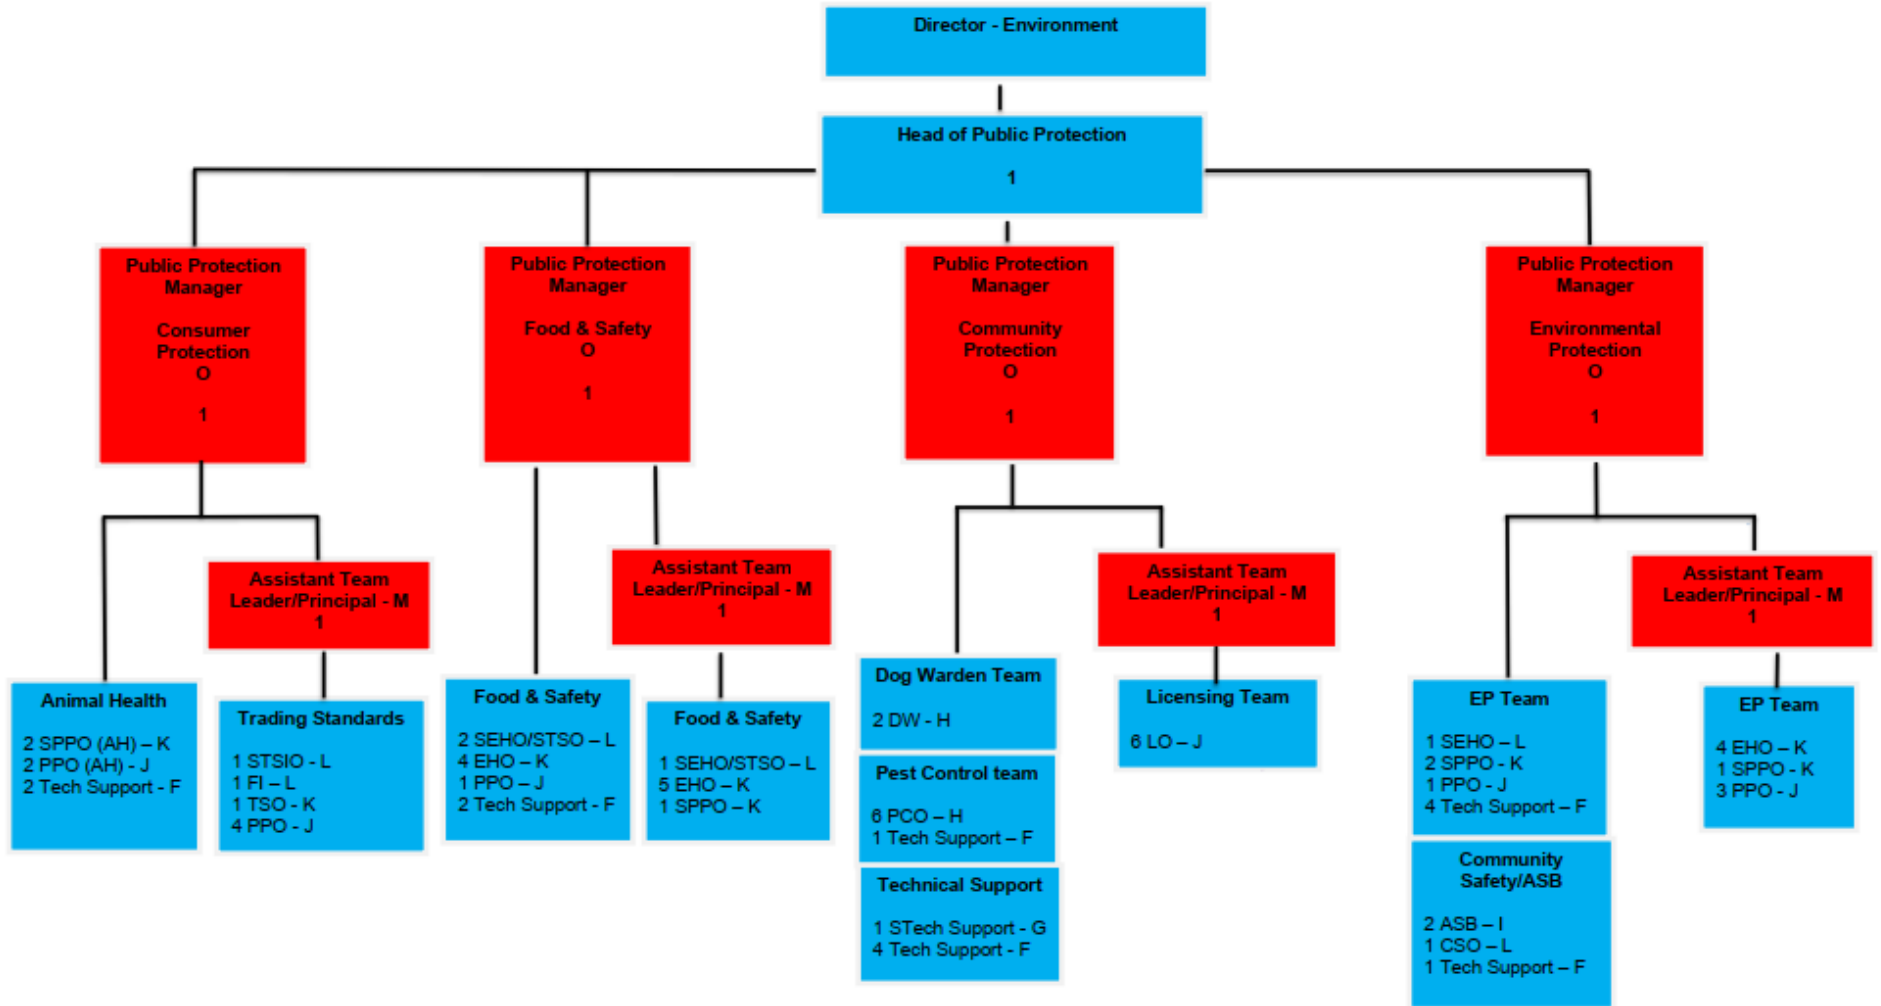 Director - Environment
Head of Public Protection
1
Public Protection
Manager
Consumer
Protection
O
1
Public Protection
Manager
Food & Safety
O
1
Public Protection
Manager
Community
Protection
O
1
Public Protection
Manager
Environmental
Protection
O
1
Assistant Team
Leader/Principal - M
1
Assistant Team
Leader/Principal - M
1
Assistant Team
Leader/Principal - M
1
Assistant Team
Leader/Principal - M
1
Animal Health
2 SPPO (AH) – K
2 PPO (AH) - J
2 Tech Support - F
Trading Standards
1 STSIO - L
1 FI – L
1 TSO - K
4 PPO - J
Food & Safety
2 SEHO/STSO – L
4 EHO – K
1 PPO – J
2 Tech Support - F
Food & Safety
1 SEHO/STSO – L
5 EHO – K
1 SPPO – K
Dog Warden Team
2 DW - H
Pest Control team
6 PCO – H
1 Tech Support – F
Technical Support
1 STech Support - G
4 Tech Support - F
Licensing Team
6 LO – J
EP Team
1 SEHO – L
2 SPPO - K
1 PPO - J
4 Tech Support – F
Community
Safety/ASB
2 ASB – I
1 CSO – L
1 Tech Support – F
EP Team
4 EHO – K
1 SPPO - K
3 PPO - J